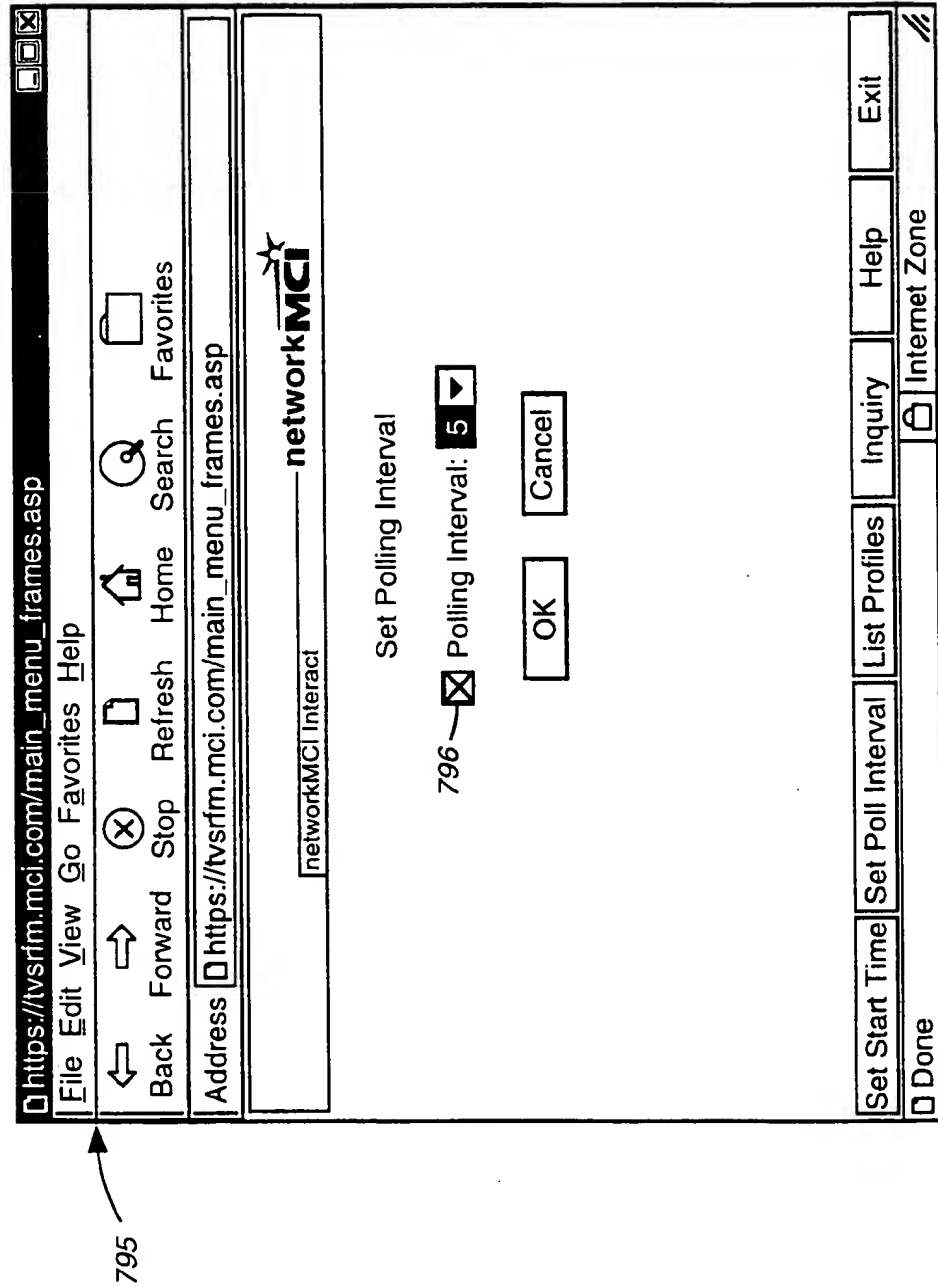 https://tvsrfm.mci.com/main_menu_frames.asp
File Edit View Go Favorites Help
Back Forward Stop Refresh Home Search Favorites
Address https://tvsrfm.mci.com/main_menu_frames.asp
networkMCI
networkMCI Interact
Set Polling Interval
796
Polling Interval: 5
OK Cancel
Set Start Time Set Poll Interval List Profiles Inquiry Help Exit
Done Internet Zone
795